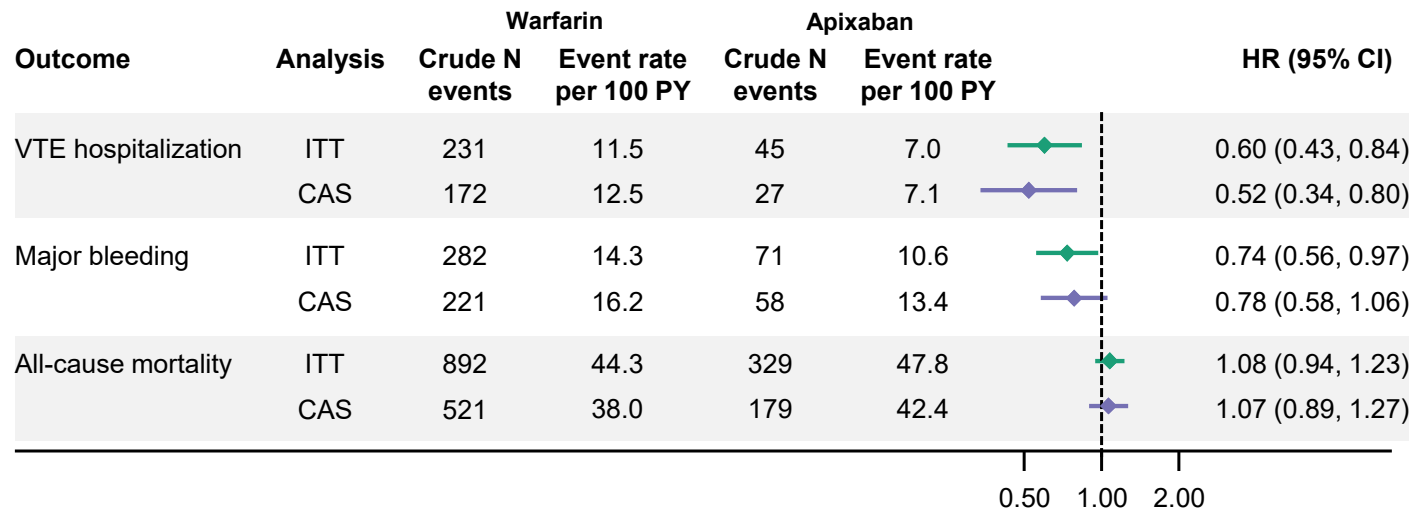 Warfarin Apixaban
Outcome Analysis Crude N events Event rate per 100 PY Crude N events Event rate per 100 PY HR (95% CI)
VTE hospitalization ITT 231 11.5 45 7.0 0.60 (0.43, 0.84)
CAS 172 12.5 27 7.1 0.52 (0.34, 0.80)
Major bleeding ITT 282 14.3 71 10.6 0.74 (0.56, 0.97)
CAS 221 16.2 58 13.4 0.78 (0.58, 1.06)
All-cause mortality ITT 892 44.3 329 47.8 1.08 (0.94, 1.23)
CAS 521 38.0 179 42.4 1.07 (0.89, 1.27)
0.50 1.00 2.00